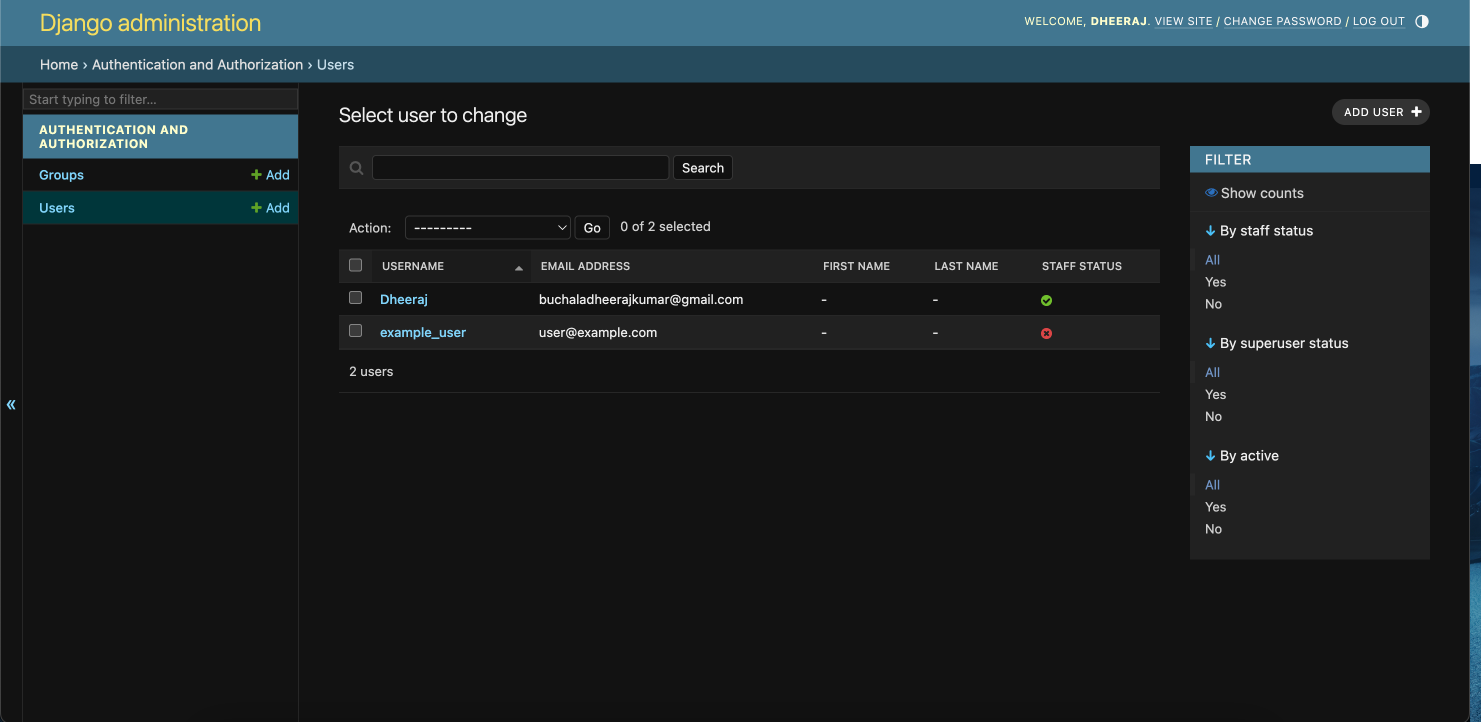 Django administration
WELCOME, DHEERAJ. VIEW SITE / CHANGE PASSWORD / LOG OUT
Home › Authentication and Authorization › Users
Start typing to filter...
AUTHENTICATION AND
AUTHORIZATION
Groups + Add
Users + Add
«
Select user to change
ADD USER +
Search
Action: --------- Go 0 of 2 selected
USERNAME EMAIL ADDRESS FIRST NAME LAST NAME STAFF STATUS
Dheeraj buchaladheerajkumar@gmail.com - -
example_user user@example.com - -
2 users
FILTER
Show counts
↓ By staff status
All
Yes
No
↓ By superuser status
All
Yes
No
↓ By active
All
Yes
No